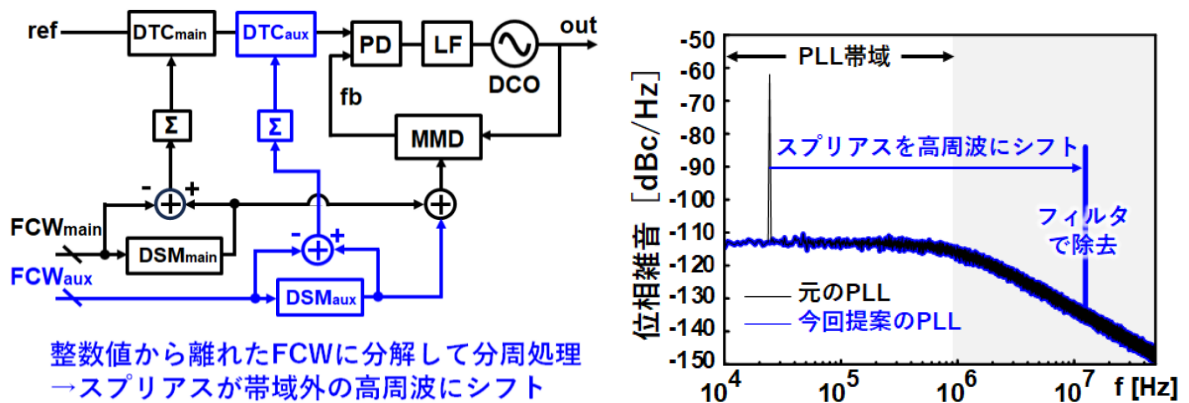 ref
DTCmain
DTCaux
PD
LF
DCO
out
fb
Σ
Σ
MMD
- +
+
+
FCWmain
DSMmain
- +
+
FCWaux
DSMaux
整数値から離れたFCWに分解して分周処理
→スプリアスが帯域外の高周波にシフト
位相雑音 [dBc/Hz]
-50
-60
-70
-80
-90
-100
-110
-120
-130
-140
-150
PLL帯域
スプリアスを高周波にシフト
フィルタ
で除去
元のPLL
今回提案のPLL
10⁴
10⁵
10⁶
10⁷
f [Hz]